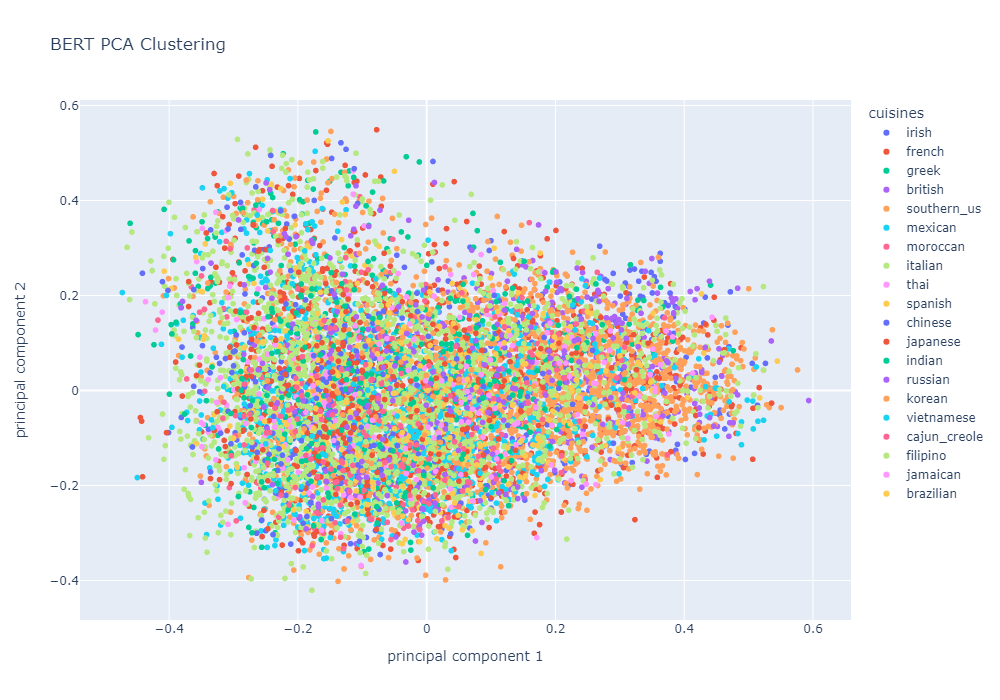 BERT PCA Clustering
cuisines
irish
french
greek
british
southern_us
mexican
moroccan
italian
thai
spanish
chinese
japanese
indian
russian
korean
vietnamese
cajun_creole
filipino
jamaican
brazilian
0.6
0.4
0.2
0
−0.2
−0.4
principal component 2
−0.4
−0.2
0
0.2
0.4
0.6
principal component 1